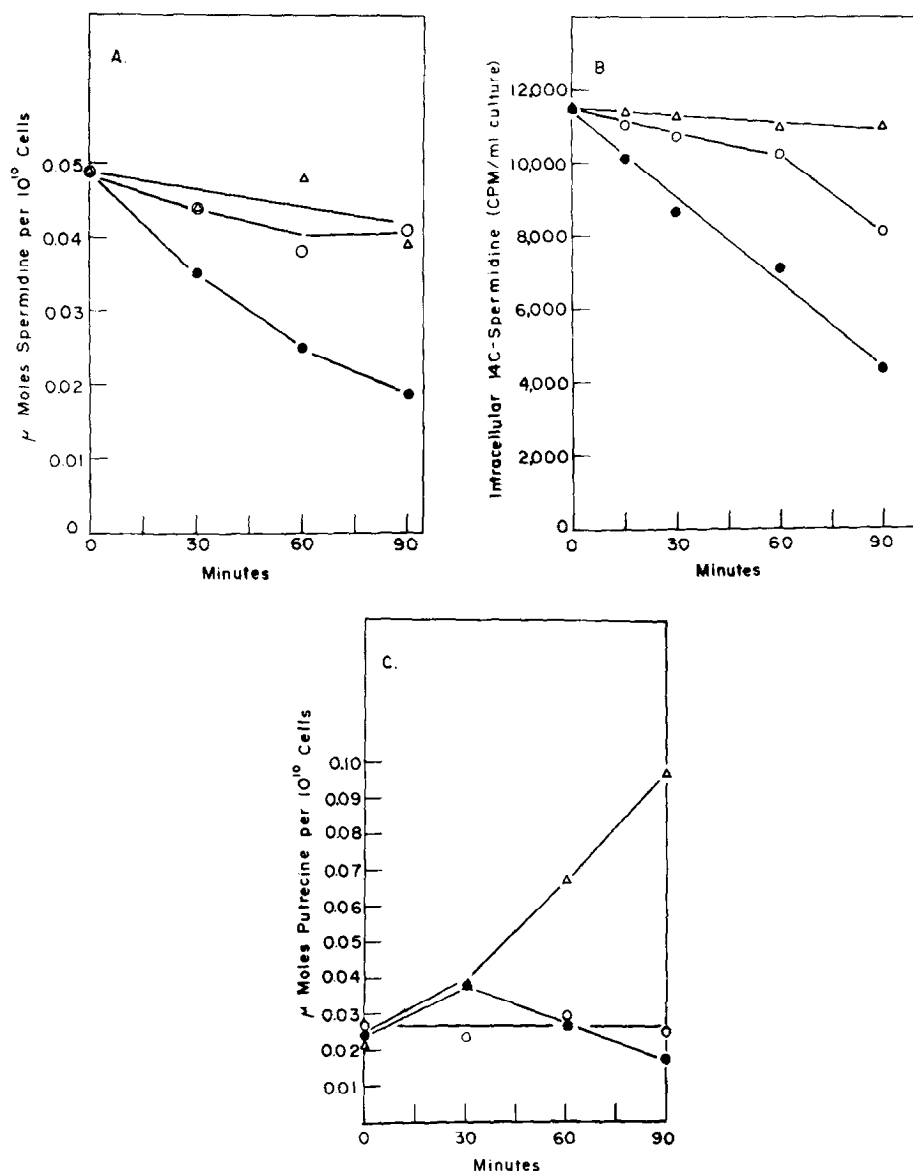 A.
μ Moles Spermidine per 10¹⁰ Cells
0.05
0.04
0.03
0.02
0.01
0
0 30 60 90
Minutes
B
Intracellular 14C-Spermidine (CPM/ml culture)
12,000
10,000
8,000
6,000
4,000
2,000
0
0 30 60 90
Minutes
C.
μ Moles Putrecine per 10¹⁰ Cells
0.10
0.09
0.08
0.07
0.06
0.05
0.04
0.03
0.02
0.01
0 30 60 90
Minutes